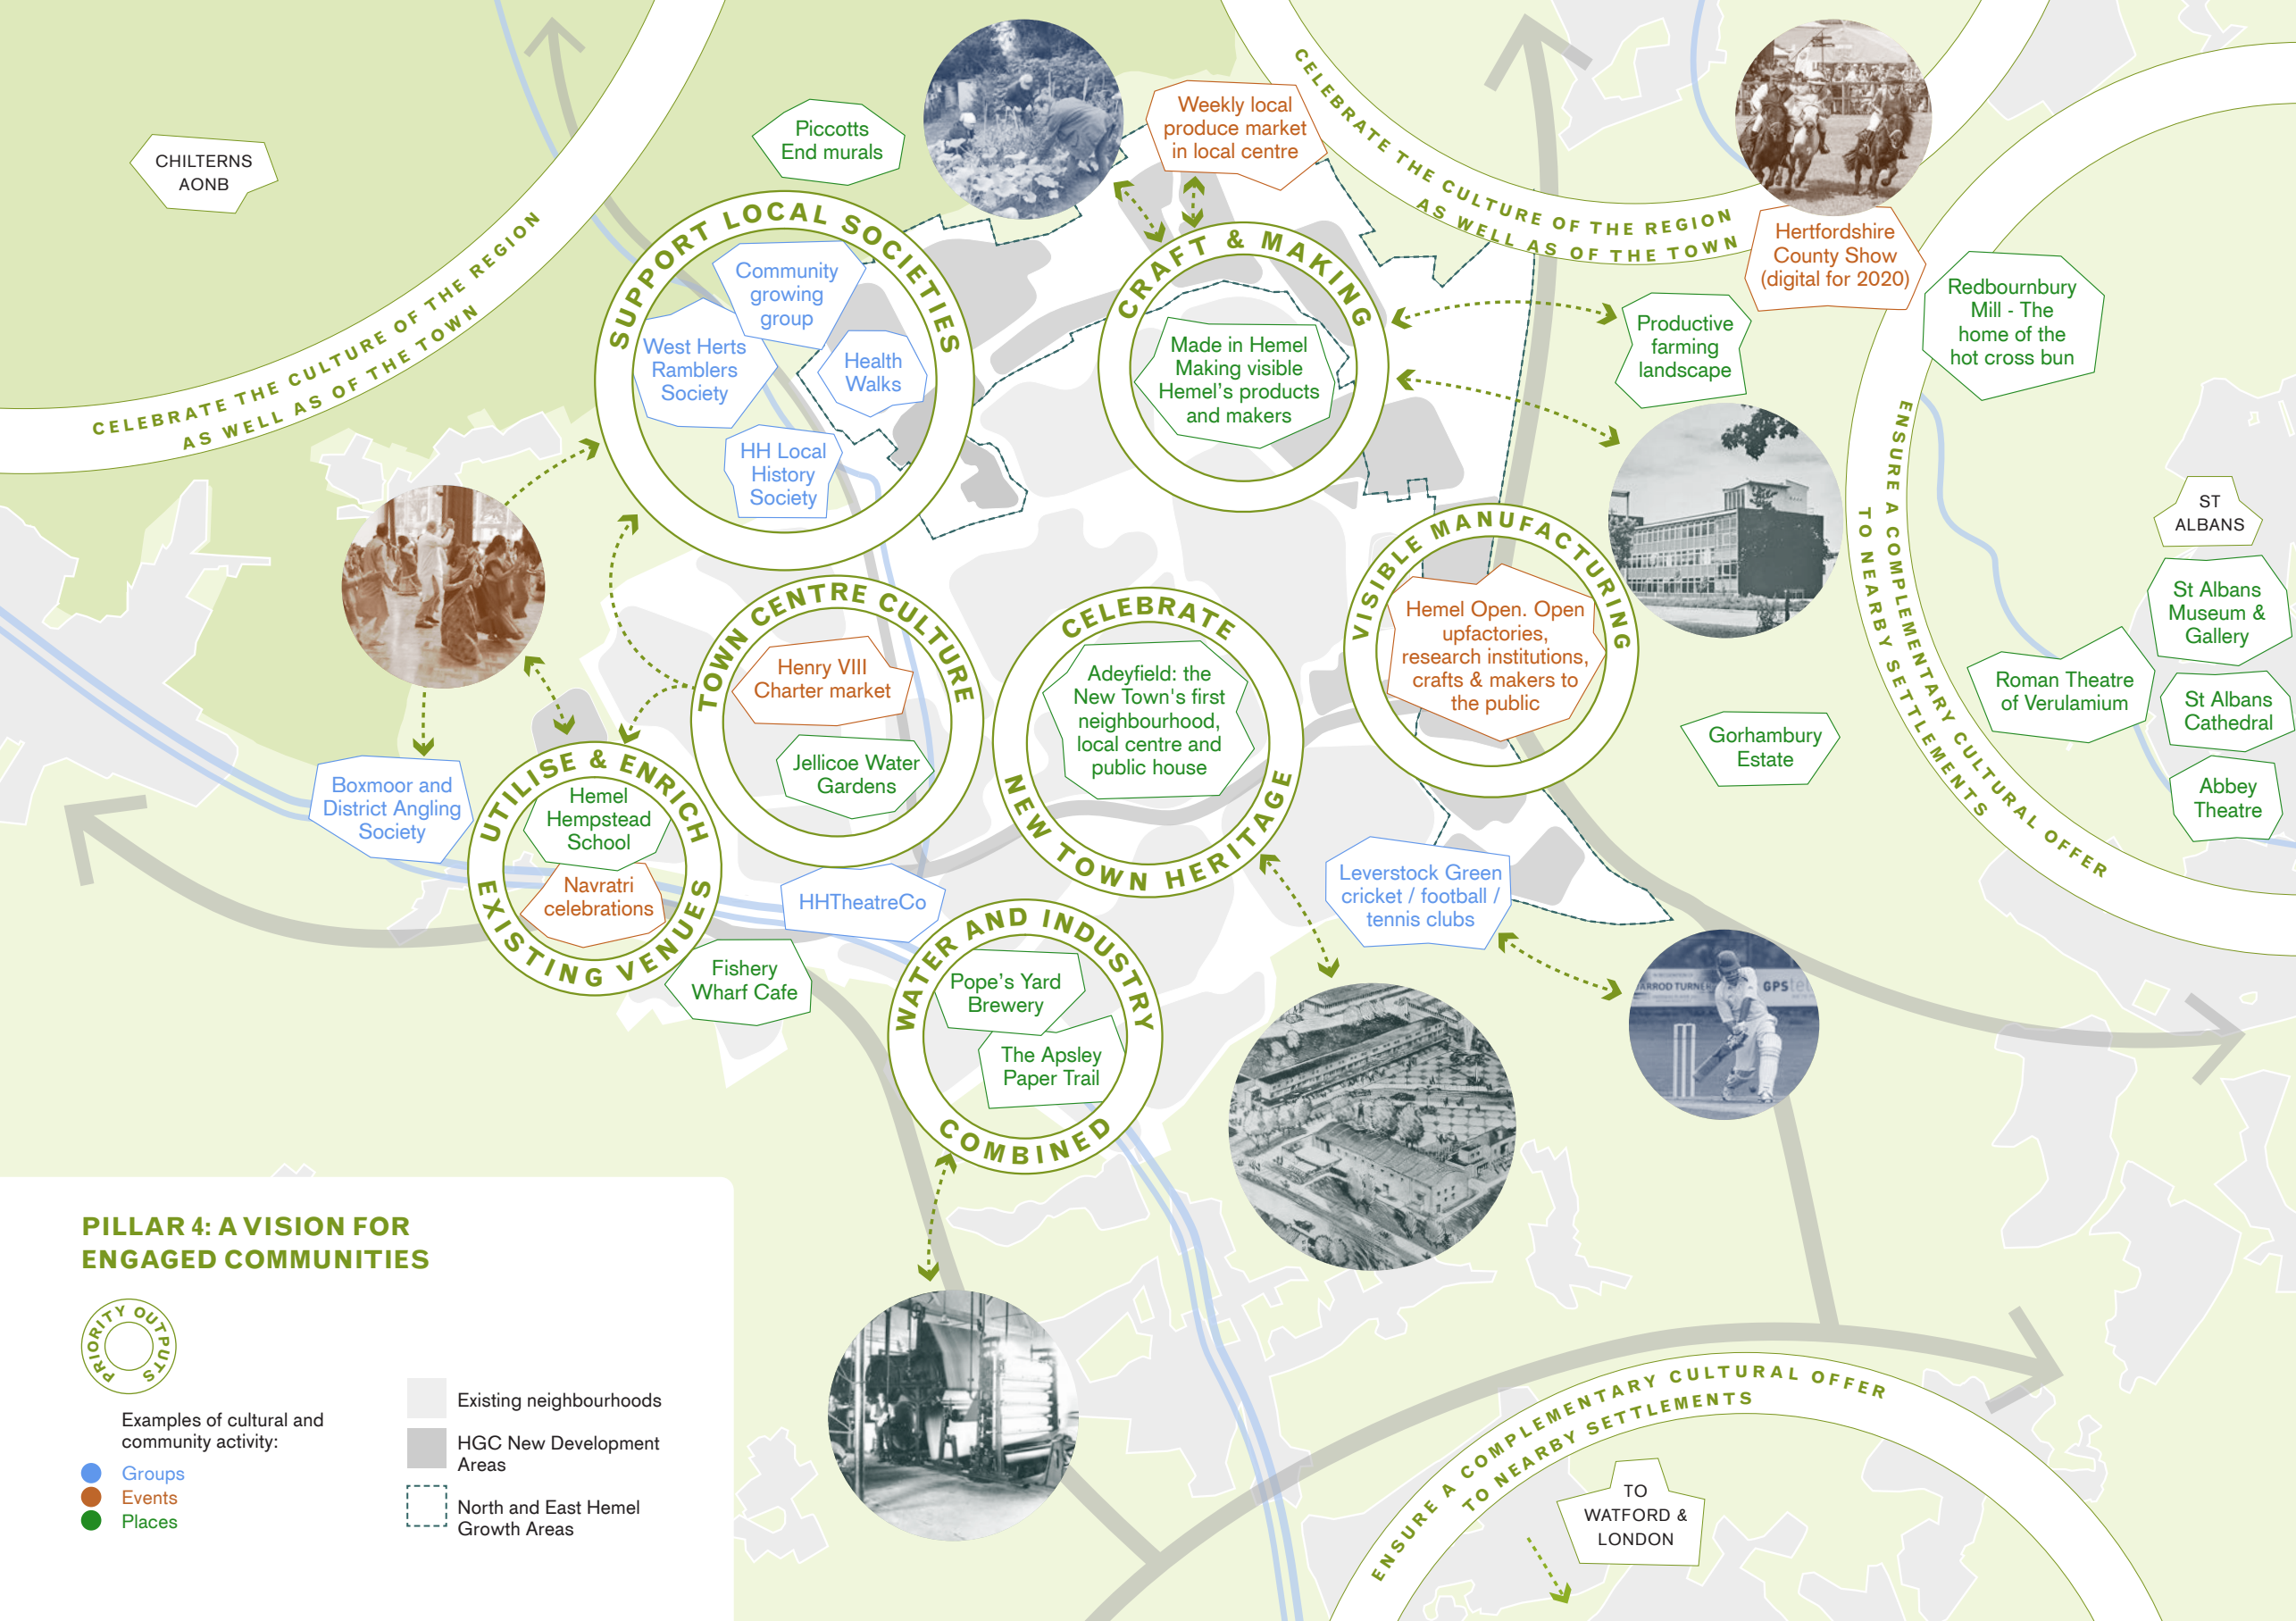 CHILTERNS
AONB
CELEBRATE THE CULTURE OF THE REGION
AS WELL AS OF THE TOWN
Piccotts
End murals
Weekly local
produce market
in local centre
CELEBRATE THE CULTURE OF THE REGION
AS WELL AS OF THE TOWN
Hertfordshire
County Show
(digital for 2020)
Redbournbury
Mill - The
home of the
hot cross bun
SUPPORT LOCAL SOCIETIES
Community
growing
group
West Herts
Ramblers
Society
Health
Walks
HH Local
History
Society
CRAFT & MAKING
Made in Hemel
Making visible
Hemel's products
and makers
Productive
farming
landscape
ENSURE A COMPLEMENTARY CULTURAL OFFER
TO NEARBY SETTLEMENTS
ST
ALBANS
St Albans
Museum &
Gallery
Roman Theatre
of Verulamium
St Albans
Cathedral
Abbey
Theatre
VISIBLE MANUFACTURING
Hemel Open. Open
upfactories,
research institutions,
crafts & makers to
the public
Gorhambury
Estate
TOWN CENTRE CULTURE
Henry VIII
Charter market
Jellicoe Water
Gardens
CELEBRATE
NEW TOWN HERITAGE
Adeyfield: the
New Town's first
neighbourhood,
local centre and
public house
Boxmoor and
District Angling
Society
UTILISE & ENRICH
EXISTING VENUES
Hemel
Hempstead
School
Navratri
celebrations
HHTheatreCo
Fishery
Wharf Cafe
Leverstock Green
cricket / football /
tennis clubs
WATER AND INDUSTRY
COMBINED
Pope's Yard
Brewery
The Apsley
Paper Trail
ARROD TURNER
GPS
ENSURE A COMPLEMENTARY CULTURAL OFFER
TO NEARBY SETTLEMENTS
TO
WATFORD &
LONDON
PILLAR 4: A VISION FOR
ENGAGED COMMUNITIES
PRIORITY OUTPUTS
Examples of cultural and
community activity:
Groups
Events
Places
Existing neighbourhoods
HGC New Development
Areas
North and East Hemel
Growth Areas